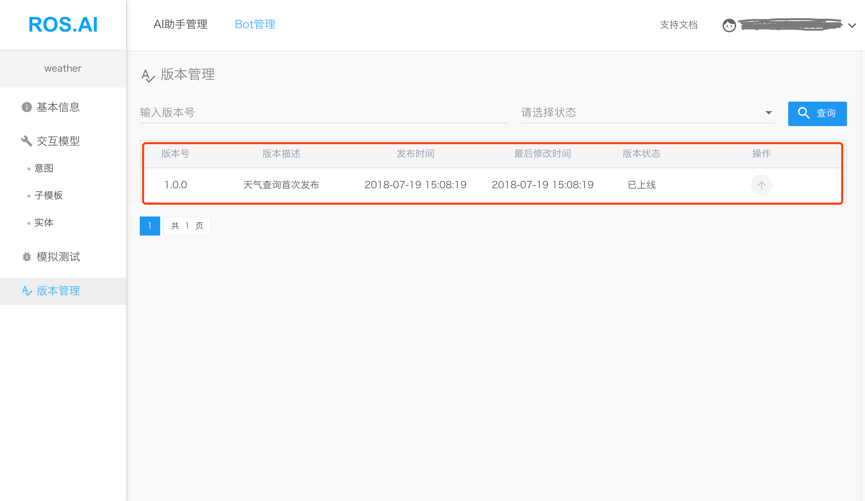 ROS.AI
AI助手管理 Bot管理 支持文档
weather
基本信息
交互模型
意图
子模板
实体
模拟测试
版本管理
版本管理
输入版本号 请选择状态 查询
版本号 版本描述 发布时间 最后修改时间 版本状态 操作
1.0.0 天气查询首次发布 2018-07-19 15:08:19 2018-07-19 15:08:19 已上线
1 共 1 页